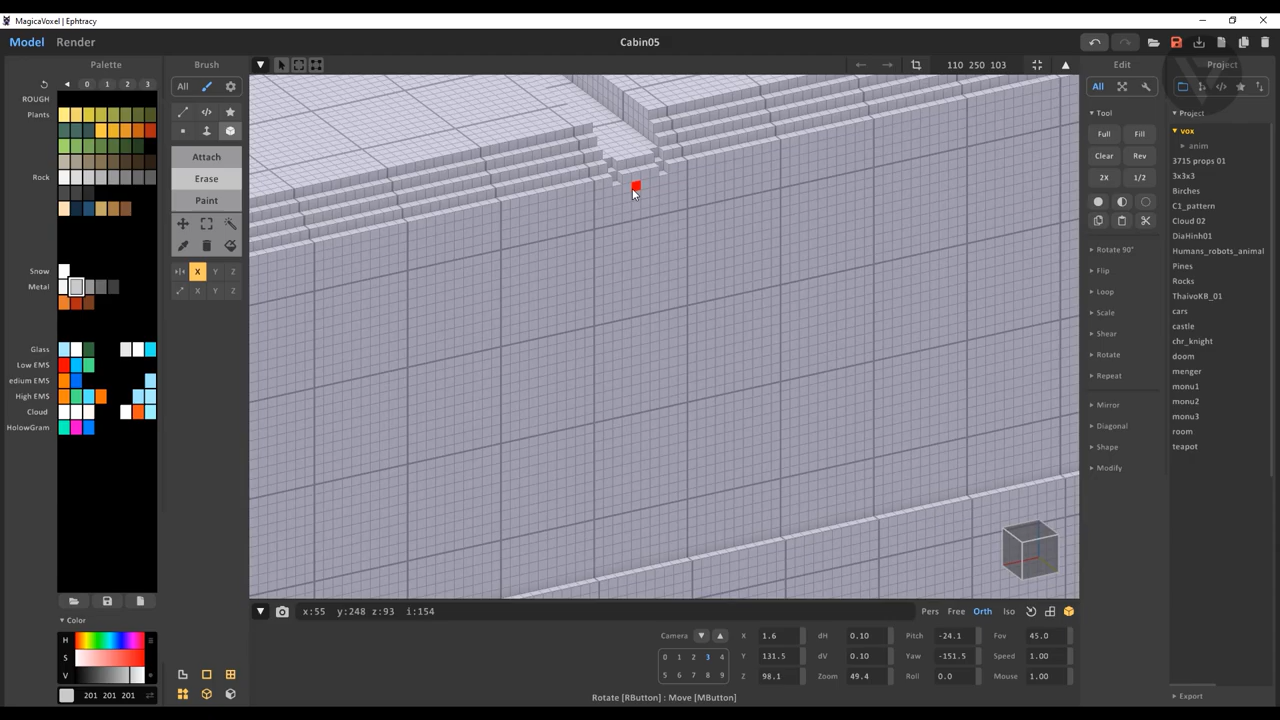 MagicaVoxel | Ephtracy
Model Render Cabin05
Palette Brush 110 250 103 Edit Project
0 1 2 3 All All
ROUGH
Plants
Rock
Snow
Metal
Glass
Low EMS
edium EMS
High EMS
Cloud
HolowGram
Attach
Erase
Paint
X Y Z
X Y Z
Tool
Full Fill
Clear Rev
2X 1/2
Rotate 90°
Flip
Loop
Scale
Shear
Rotate
Repeat
Mirror
Diagonal
Shape
Modify
Project
vox
anim
3715 props 01
3x3x3
Birches
C1_pattern
Cloud 02
DiaHinh01
Humans_robots_animal
Pines
Rocks
ThaivoKB_01
cars
castle
chr_knight
doom
menger
monu1
monu2
monu3
room
teapot
Export
Color
H
S
V
201 201 201
x:55 y:248 z:93 i:154
Pers Free Orth Iso
Camera X 1.6 dH 0.10 Pitch -24.1 Fov 45.0
0 1 2 3 4 Y 131.5 dV 0.10 Yaw -151.5 Speed 1.00
5 6 7 8 9 Z 98.1 Zoom 49.4 Roll 0.0 Mouse 1.00
Rotate [RButton] : Move [MButton]